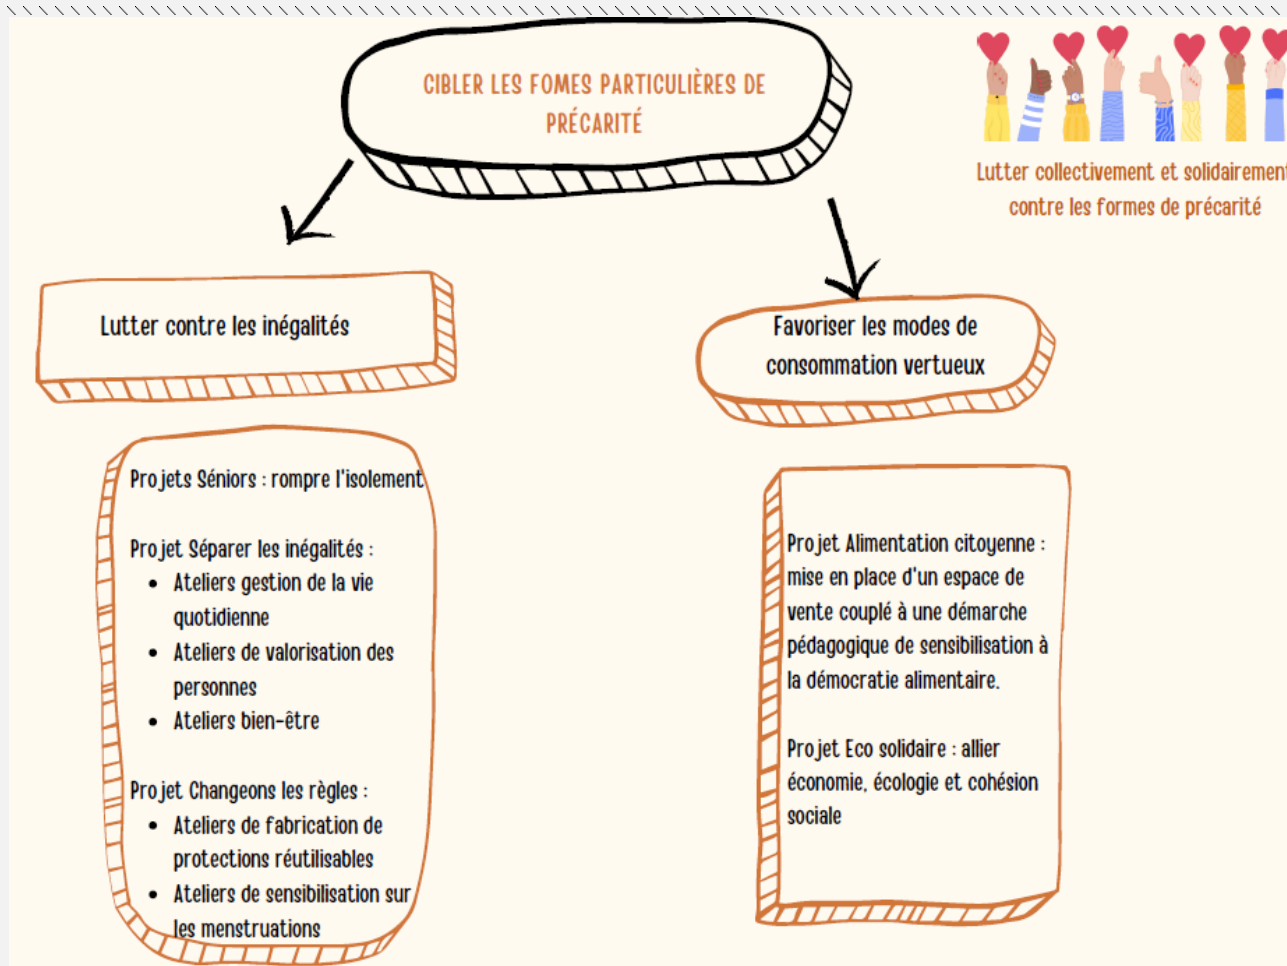 CIBLER LES FOMES PARTICULIÈRES DE
PRÉCARITÉ
Lutter collectivement et solidairement
contre les formes de précarité
Lutter contre les inégalités
Favoriser les modes de
consommation vertueux
Projets Séniors : rompre l'isolement
Projet Séparer les inégalités :
• Ateliers gestion de la vie
quotidienne
• Ateliers de valorisation des
personnes
• Ateliers bien-être
Projet Changeons les règles :
• Ateliers de fabrication de
protections réutilisables
• Ateliers de sensibilisation sur
les menstruations
Projet Alimentation citoyenne :
mise en place d'un espace de
vente couplé à une démarche
pédagogique de sensibilisation à
la démocratie alimentaire.
Projet Eco solidaire : allier
économie, écologie et cohésion
sociale